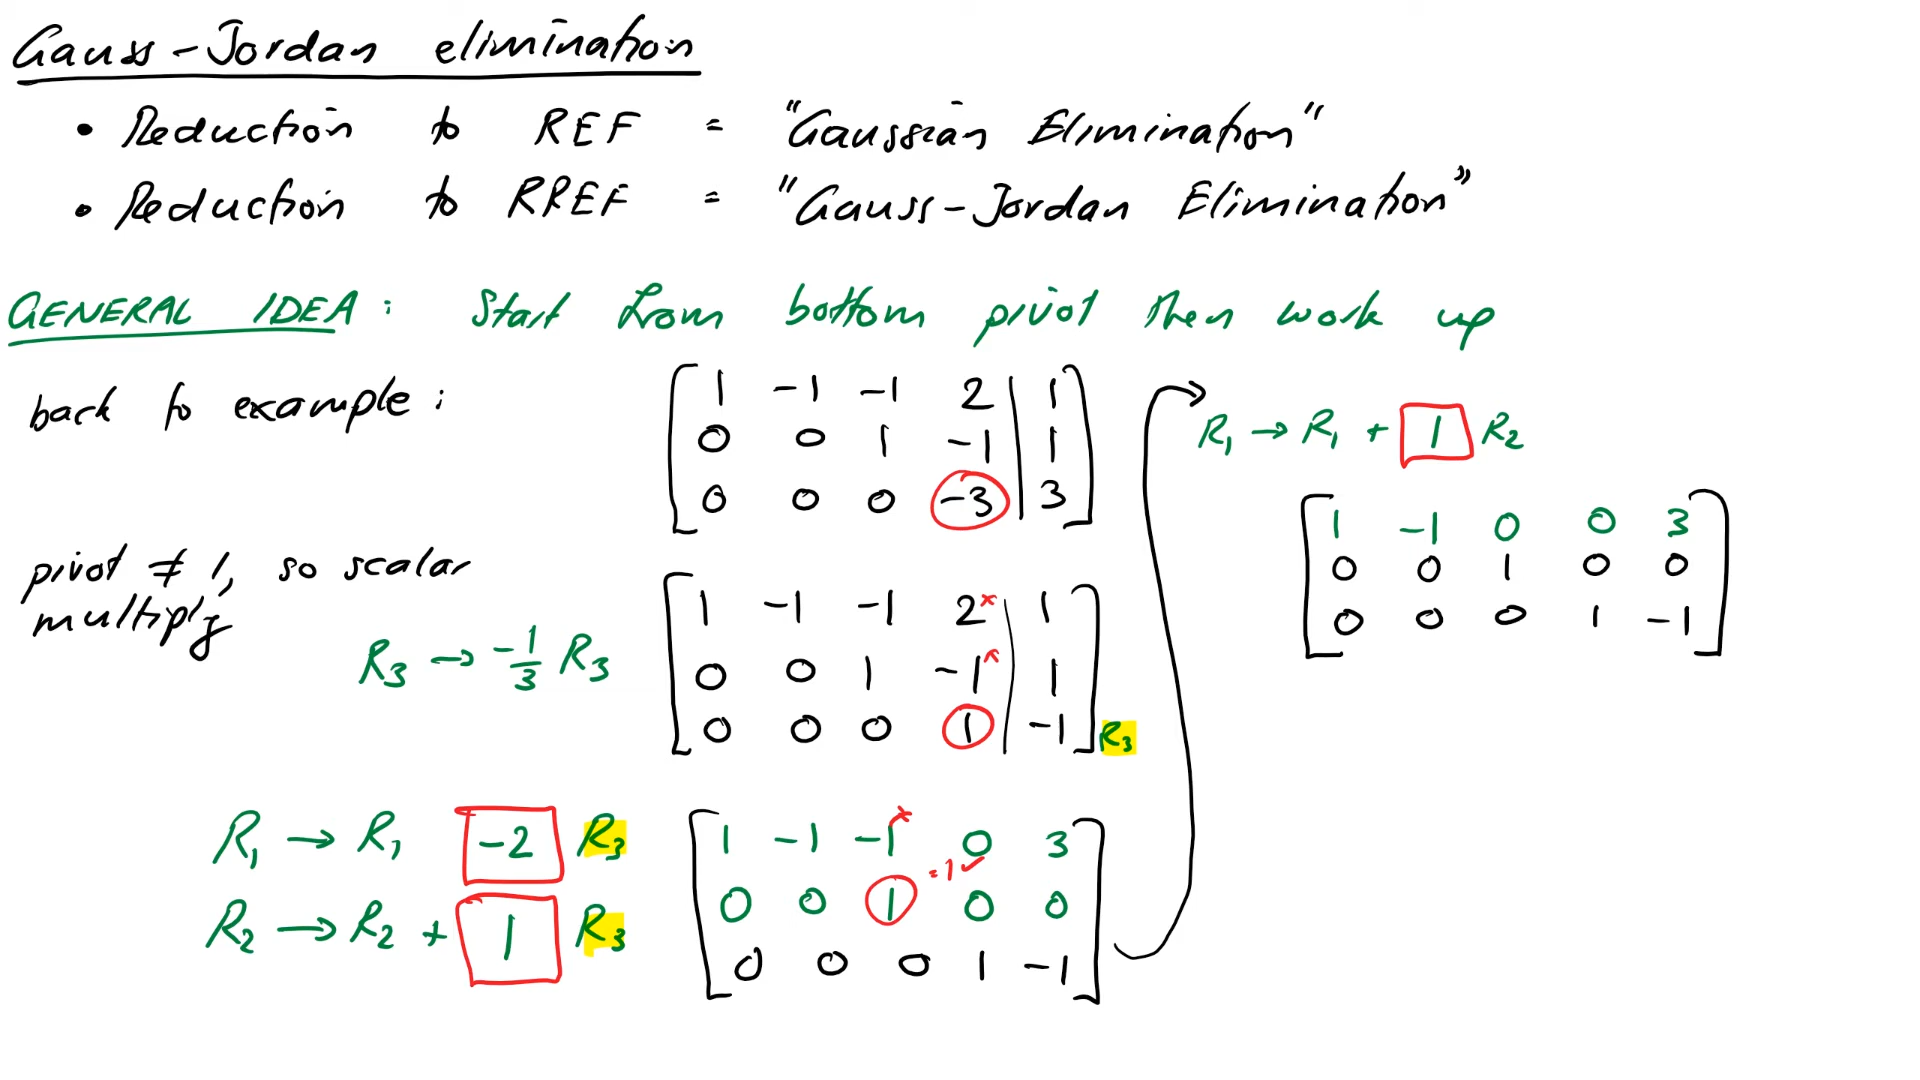 Gauss-Jordan elimination
• Reduction to REF = "Gaussian Elimination"
• Reduction to RREF = "Gauss-Jordan Elimination"
GENERAL IDEA: Start from bottom pivot then work up
back to example:
1 -1 -1 2 | 1
0 0 1 -1 | 1
0 0 0 -3 | 3
pivot ≠ 1, so scalar
multiply
R₃ → -1/3 R₃
1 -1 -1 2× | 1
0 0 1 -1× | 1
0 0 0 1 | -1 R₃
R₁ → R₁ -2 R₃
R₂ → R₂ + 1 R₃
1 -1 -1× 0 3
0 0 1 =1✓ 0 0
0 0 0 1 -1
R₁ → R₁ + 1 R₂
1 -1 0 0 3
0 0 1 0 0
0 0 0 1 -1